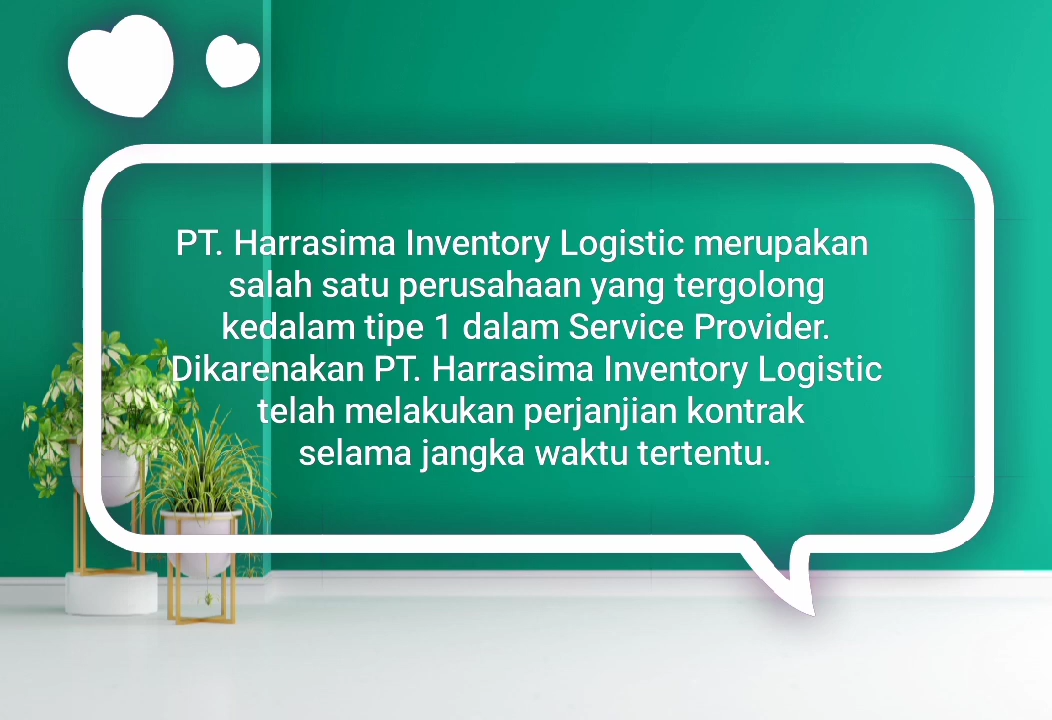 PT. Harrasima Inventory Logistic merupakan
salah satu perusahaan yang tergolong
kedalam tipe 1 dalam Service Provider.
Dikarenakan PT. Harrasima Inventory Logistic
telah melakukan perjanjian kontrak
selama jangka waktu tertentu.